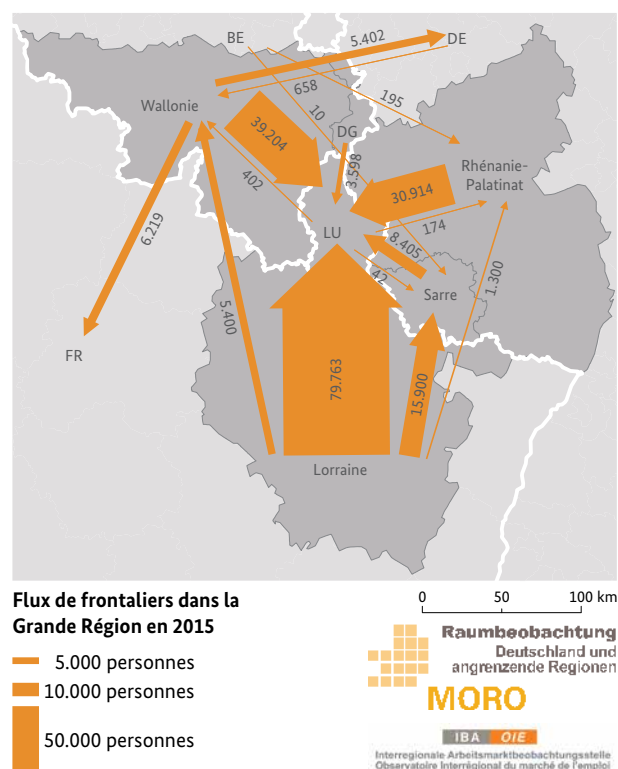 BE
DE
5.402
658
195
Wallonie
10
39.204
DG
3.598
Rhénanie-
Palatinat
402
30.914
6.219
LU
174
8.405
42
1.300
Sarre
5.400
FR
79.763
15.900
Lorraine
Flux de frontaliers dans la
Grande Région en 2015
5.000 personnes
10.000 personnes
50.000 personnes
0 50 100 km
Raumbeobachtung
Deutschland und
angrenzende Regionen
MORO
IBA OIE
Interregionale Arbeitsmarktbeobachtungsstelle
Observatoire Interrégional du marché de l'emploi